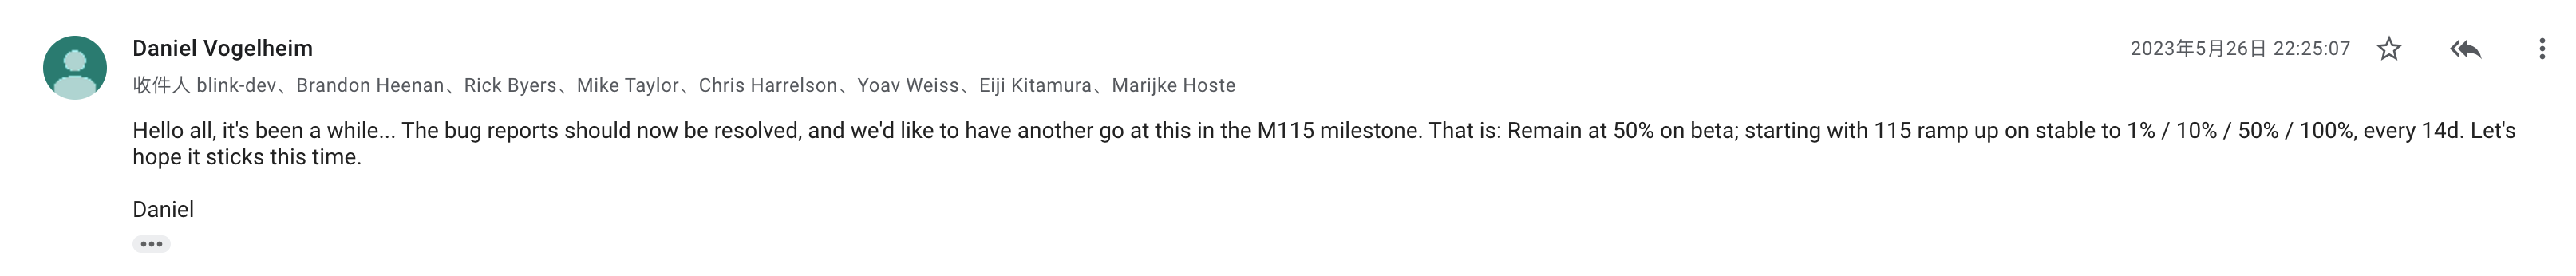 Daniel Vogelheim
2023年5月26日 22:25:07
收件人 blink-dev、Brandon Heenan、Rick Byers、Mike Taylor、Chris Harrelson、Yoav Weiss、Eiji Kitamura、Marijke Hoste
Hello all, it's been a while... The bug reports should now be resolved, and we'd like to have another go at this in the M115 milestone. That is: Remain at 50% on beta; starting with 115 ramp up on stable to 1% / 10% / 50% / 100%, every 14d. Let's
hope it sticks this time.
Daniel